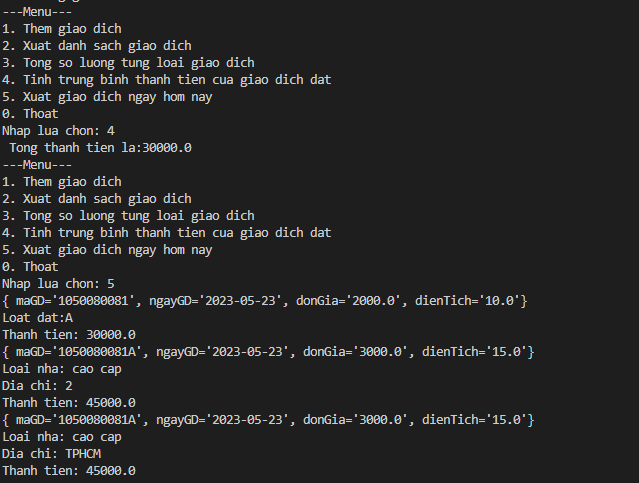 ---Menu---
1. Them giao dich
2. Xuat danh sach giao dich
3. Tong so luong tung loai giao dich
4. Tinh trung binh thanh tien cua giao dich dat
5. Xuat giao dich ngay hom nay
0. Thoat
Nhap lua chon: 4
 Tong thanh tien la:30000.0
---Menu---
1. Them giao dich
2. Xuat danh sach giao dich
3. Tong so luong tung loai giao dich
4. Tinh trung binh thanh tien cua giao dich dat
5. Xuat giao dich ngay hom nay
0. Thoat
Nhap lua chon: 5
{ maGD='1050080081', ngayGD='2023-05-23', donGia='2000.0', dienTich='10.0'}
Loat dat:A
Thanh tien: 30000.0
{ maGD='1050080081A', ngayGD='2023-05-23', donGia='3000.0', dienTich='15.0'}
Loai nha: cao cap
Dia chi: 2
Thanh tien: 45000.0
{ maGD='1050080081A', ngayGD='2023-05-23', donGia='3000.0', dienTich='15.0'}
Loai nha: cao cap
Dia chi: TPHCM
Thanh tien: 45000.0